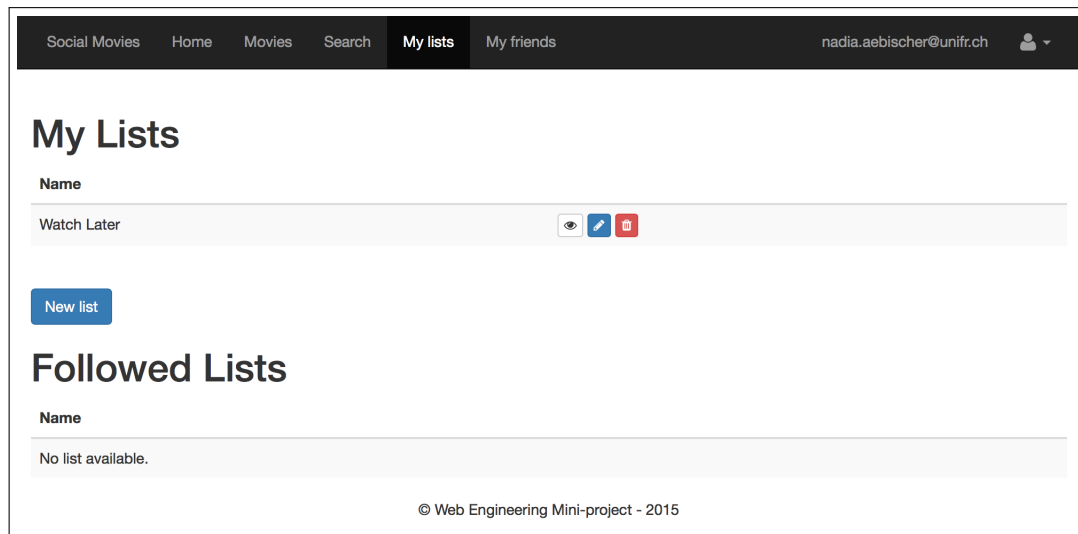 Social Movies Home Movies Search My lists My friends nadia.aebischer@unifr.ch
My Lists
Name
Watch Later
New list
Followed Lists
Name
No list available.
© Web Engineering Mini-project - 2015